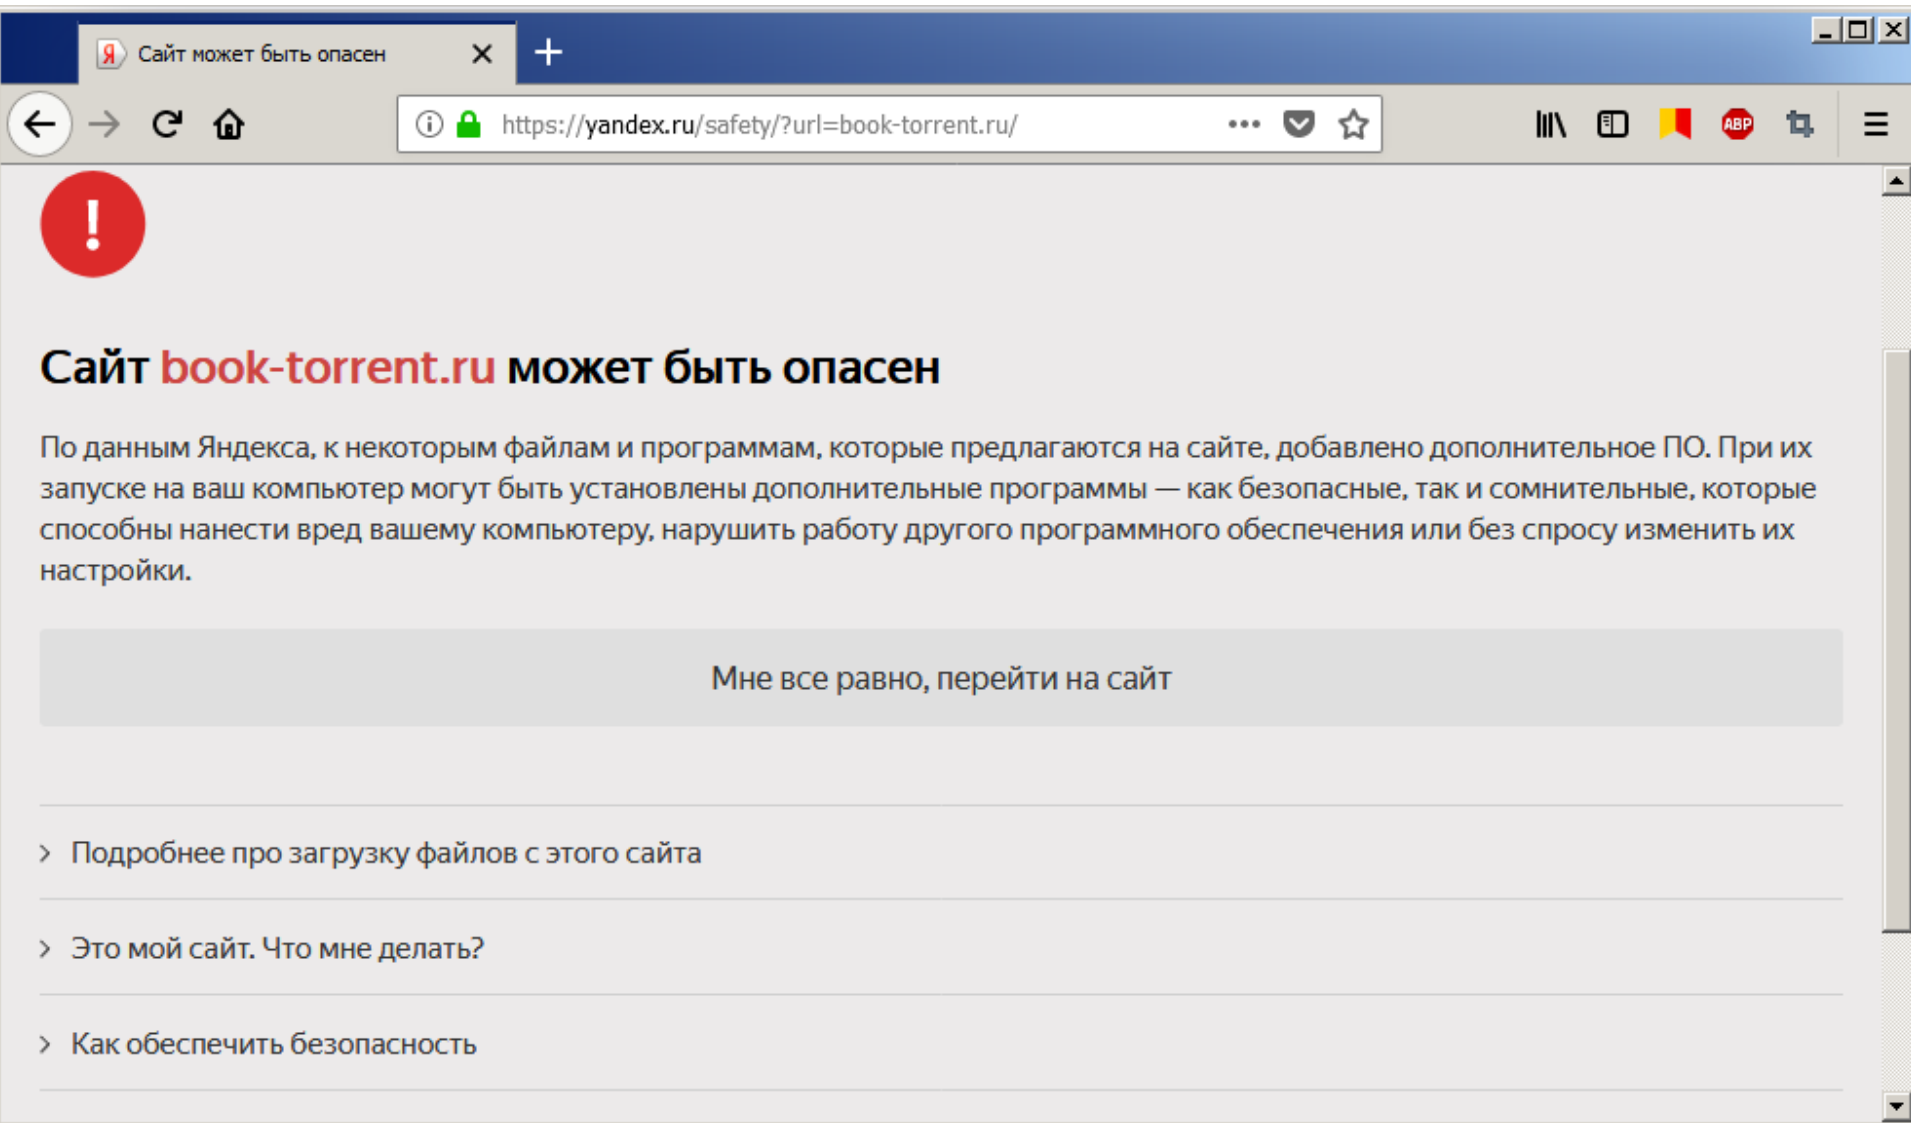 Я Сайт может быть опасен
https://yandex.ru/safety/?url=book-torrent.ru/
ABP
!
Сайт book-torrent.ru может быть опасен
По данным Яндекса, к некоторым файлам и программам, которые предлагаются на сайте, добавлено дополнительное ПО. При их
запуске на ваш компьютер могут быть установлены дополнительные программы — как безопасные, так и сомнительные, которые
способны нанести вред вашему компьютеру, нарушить работу другого программного обеспечения или без спросу изменить их
настройки.
Мне все равно, перейти на сайт
Подробнее про загрузку файлов с этого сайта
Это мой сайт. Что мне делать?
Как обеспечить безопасность